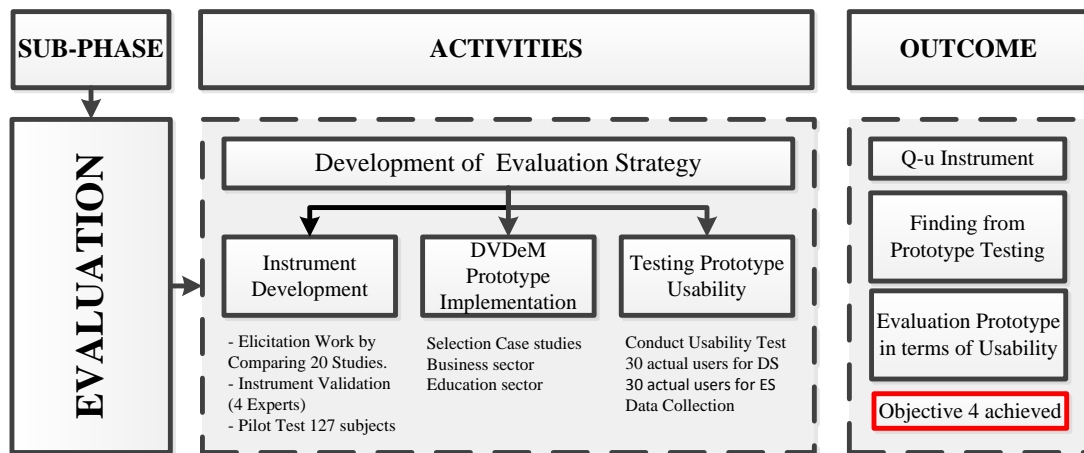 SUB-PHASE
ACTIVITIES
OUTCOME
EVALUATION
Development of Evaluation Strategy
Instrument
Development
- Elicitation Work by
Comparing 20 Studies.
- Instrument Validation
(4 Experts)
- Pilot Test 127 subjects
DVDeM
Prototype
Implementation
Selection Case studies
Business sector
Education sector
Testing Prototype
Usability
Conduct Usability Test
30 actual users for DS
30 actual users for ES
Data Collection
Q-u Instrument
Finding from
Prototype Testing
Evaluation Prototype
in terms of Usability
Objective 4 achieved